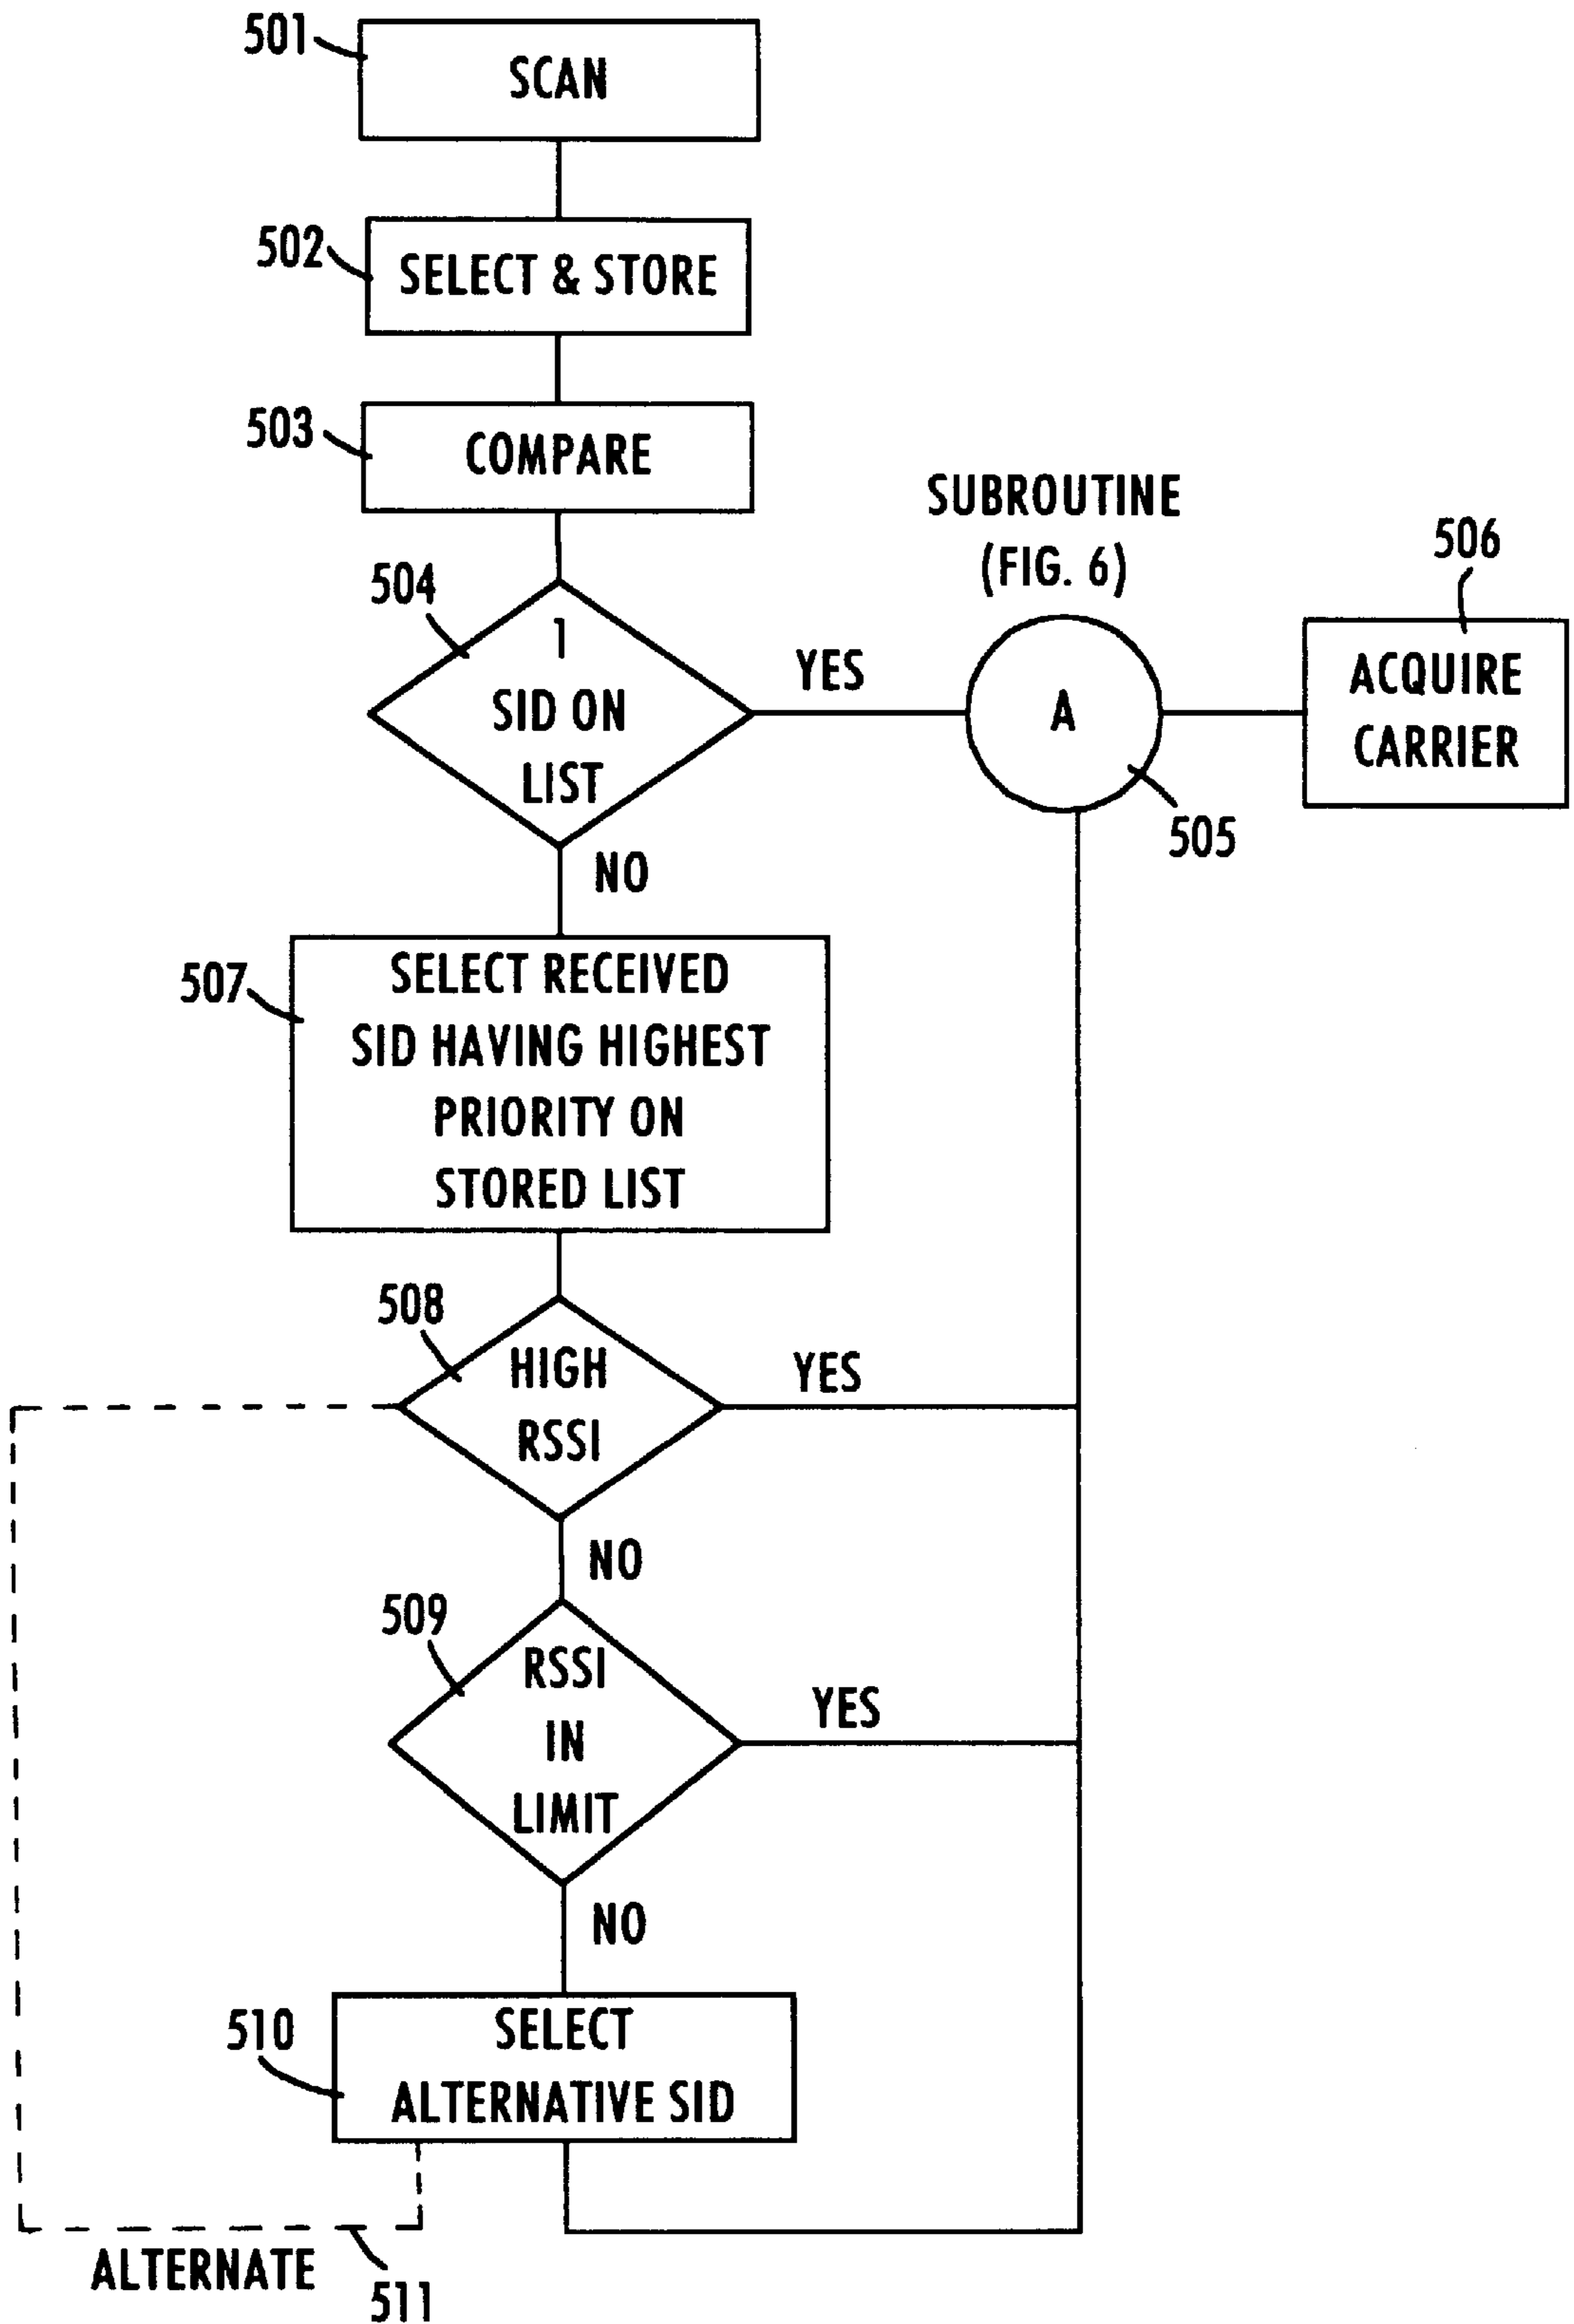 501
SCAN
502
SELECT & STORE
503
COMPARE
SUBROUTINE
(FIG. 6)
504
1
SID ON
LIST
YES
A
505
506
ACQUIRE
CARRIER
NO
507
SELECT RECEIVED
SID HAVING HIGHEST
PRIORITY ON
STORED LIST
508
HIGH
RSSI
YES
NO
509
RSSI
IN
LIMIT
YES
NO
510
SELECT
ALTERNATIVE SID
ALTERNATE
511